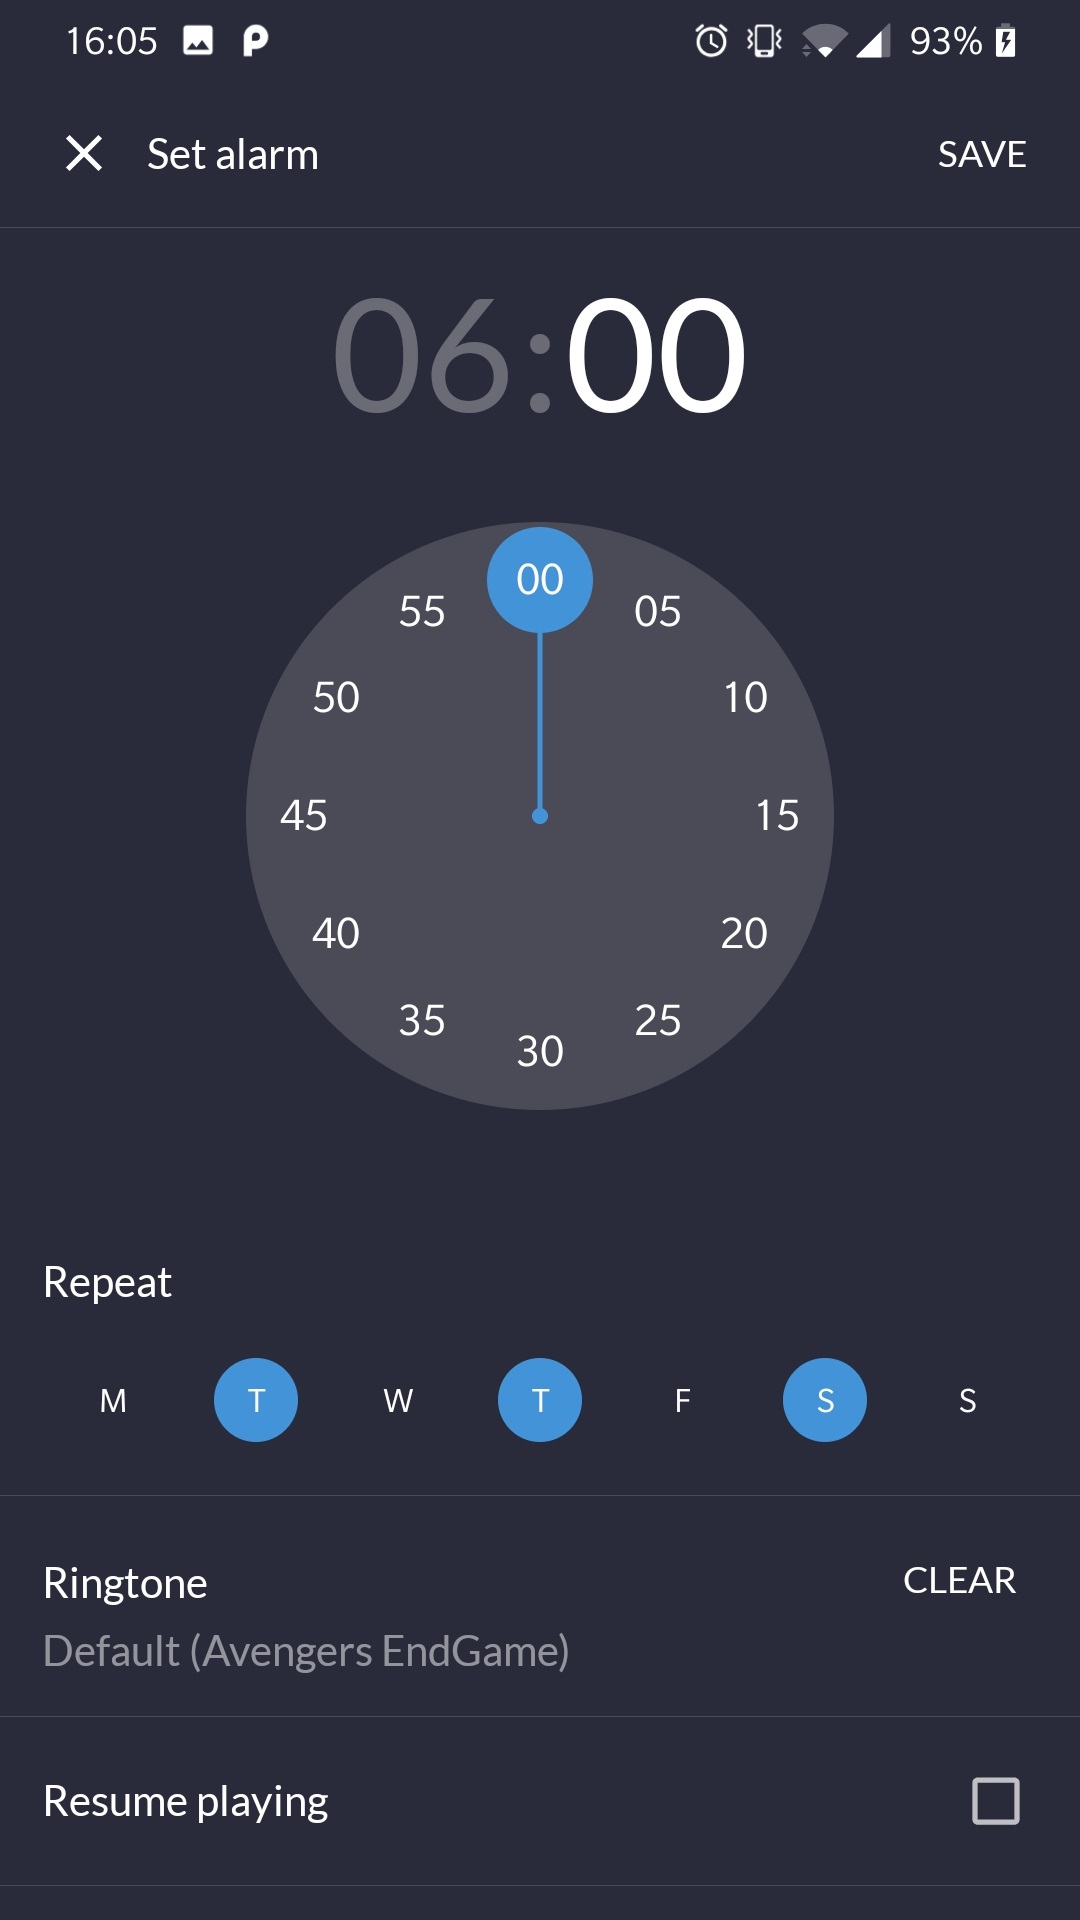 16:05 93%
Set alarm SAVE
06:00
00
55 05
50 10
45 15
40 20
35 25
30
Repeat
M T W T F S S
Ringtone CLEAR
Default (Avengers EndGame)
Resume playing